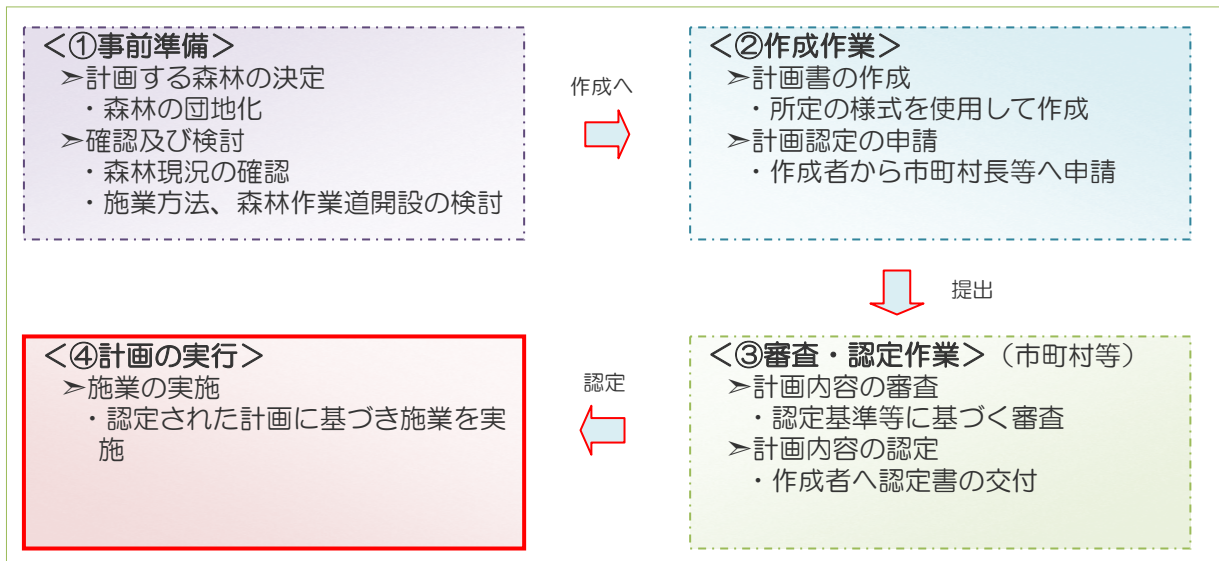 <①事前準備>
➣計画する森林の決定
・森林の団地化
➣確認及び検討
・森林現況の確認
・施業方法、森林作業道開設の検討
作成へ
<②作成作業>
➣計画書の作成
・所定の様式を使用して作成
➣計画認定の申請
・作成者から市町村長等へ申請
提出
<③審査・認定作業>（市町村等）
➣計画内容の審査
・認定基準等に基づく審査
➣計画内容の認定
・作成者へ認定書の交付
認定
<④計画の実行>
➣施業の実施
・認定された計画に基づき施業を実
施